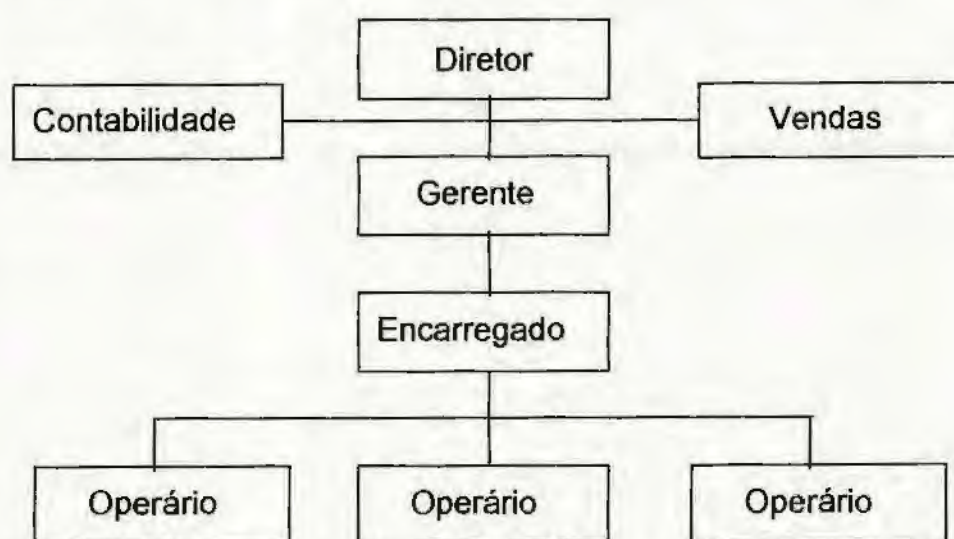 Diretor
Contabilidade
Vendas
Gerente
Encarregado
Operário
Operário
Operário